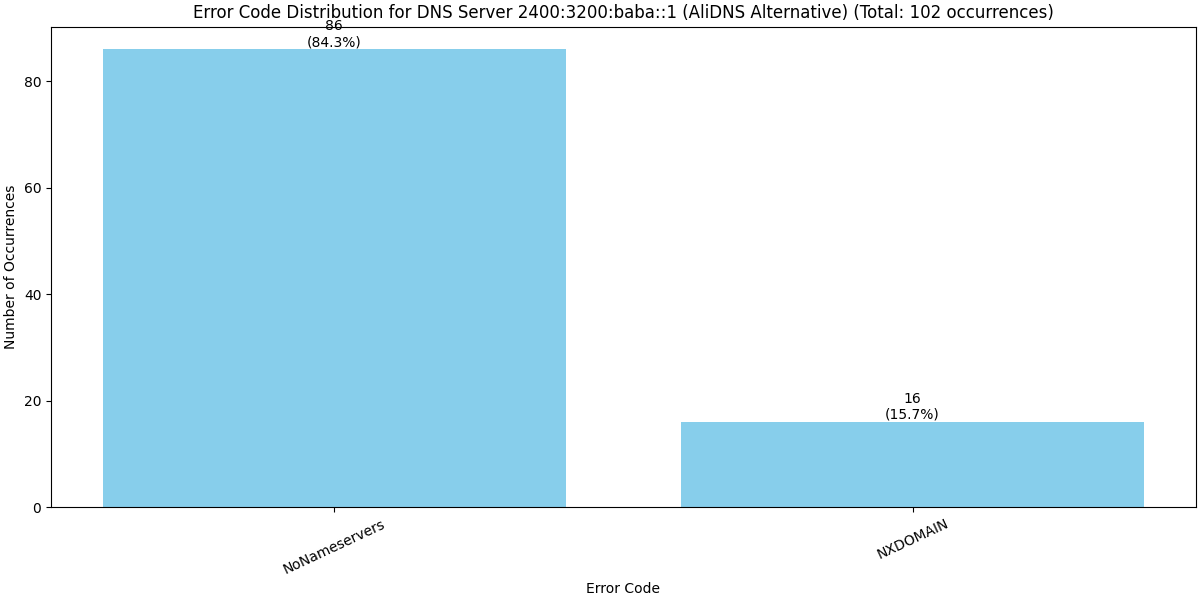 Error Code Distribution for DNS Server 2400:3200:baba::1 (AliDNS Alternative) (Total: 102 occurrences)
86
(84.3%)
16
(15.7%)
80
60
40
20
0
Number of Occurrences
NoNameservers
NXDOMAIN
Error Code